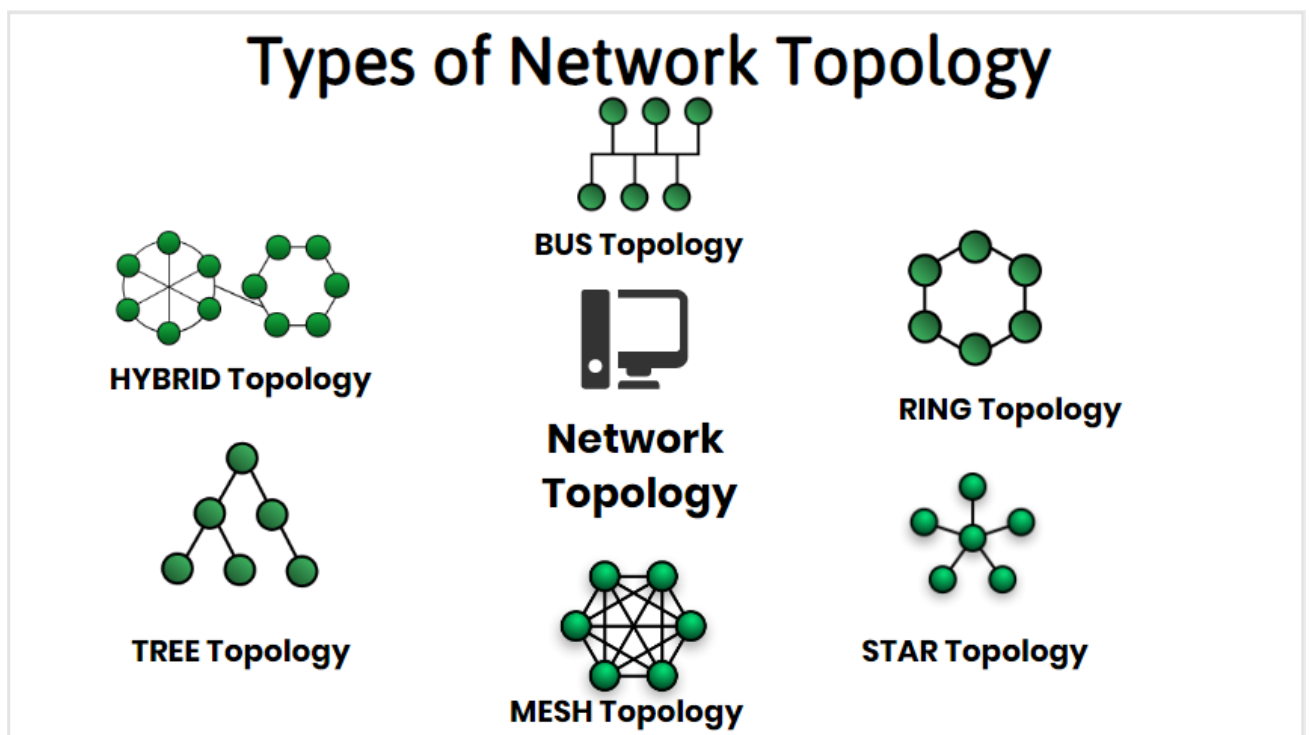 Types of Network Topology
BUS Topology
HYBRID Topology
RING Topology
Network
Topology
TREE Topology
STAR Topology
MESH Topology